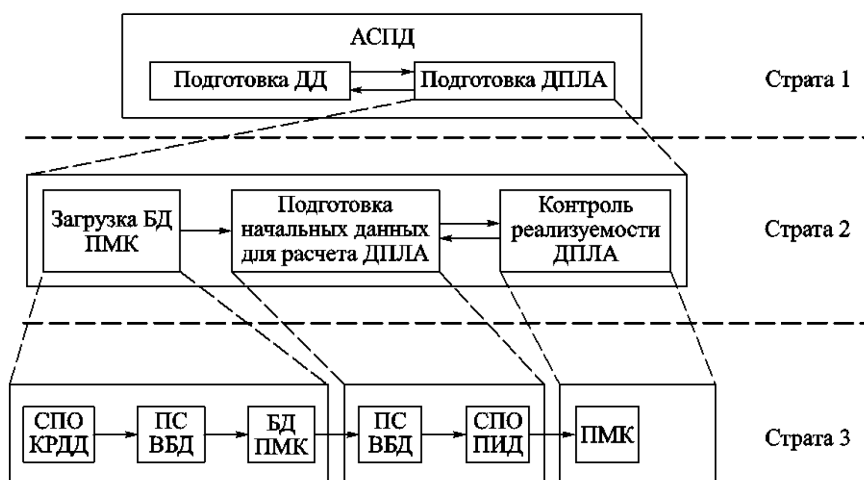 АСПД
Подготовка ДД
Подготовка ДПЛА
Страта 1
Загрузка БД
ПМК
Подготовка
начальных данных
для расчета ДПЛА
Контроль
реализуемости
ДПЛА
Страта 2
СПО
КРДД
ПС
ВБД
БД
ПМК
ПС
ВБД
СПО
ПИД
ПМК
Страта 3